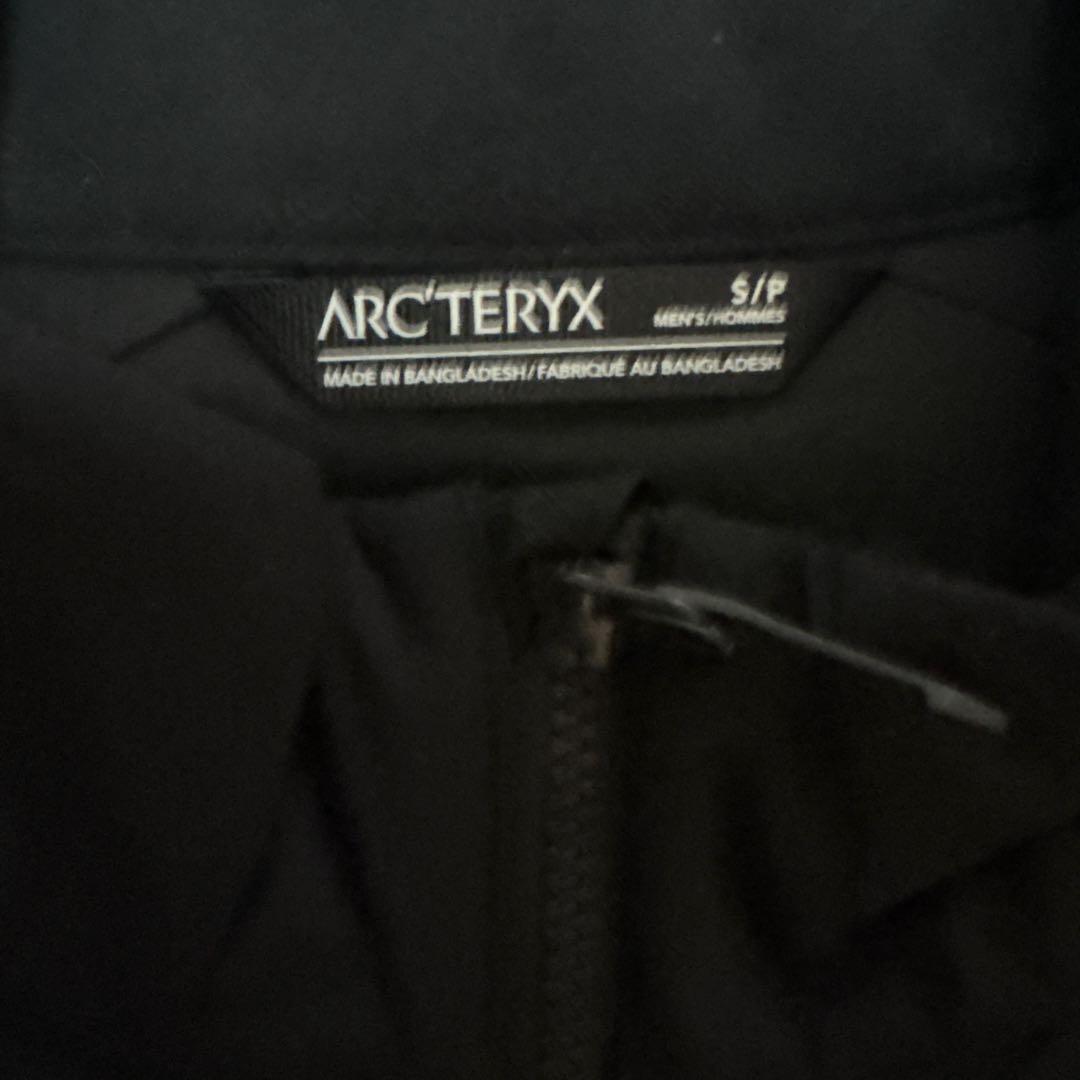 ARC'TERYX
S/P
MEN'S/HOMMES
MADE IN BANGLADESH/FABRIQUÉ AU BANGLADESH